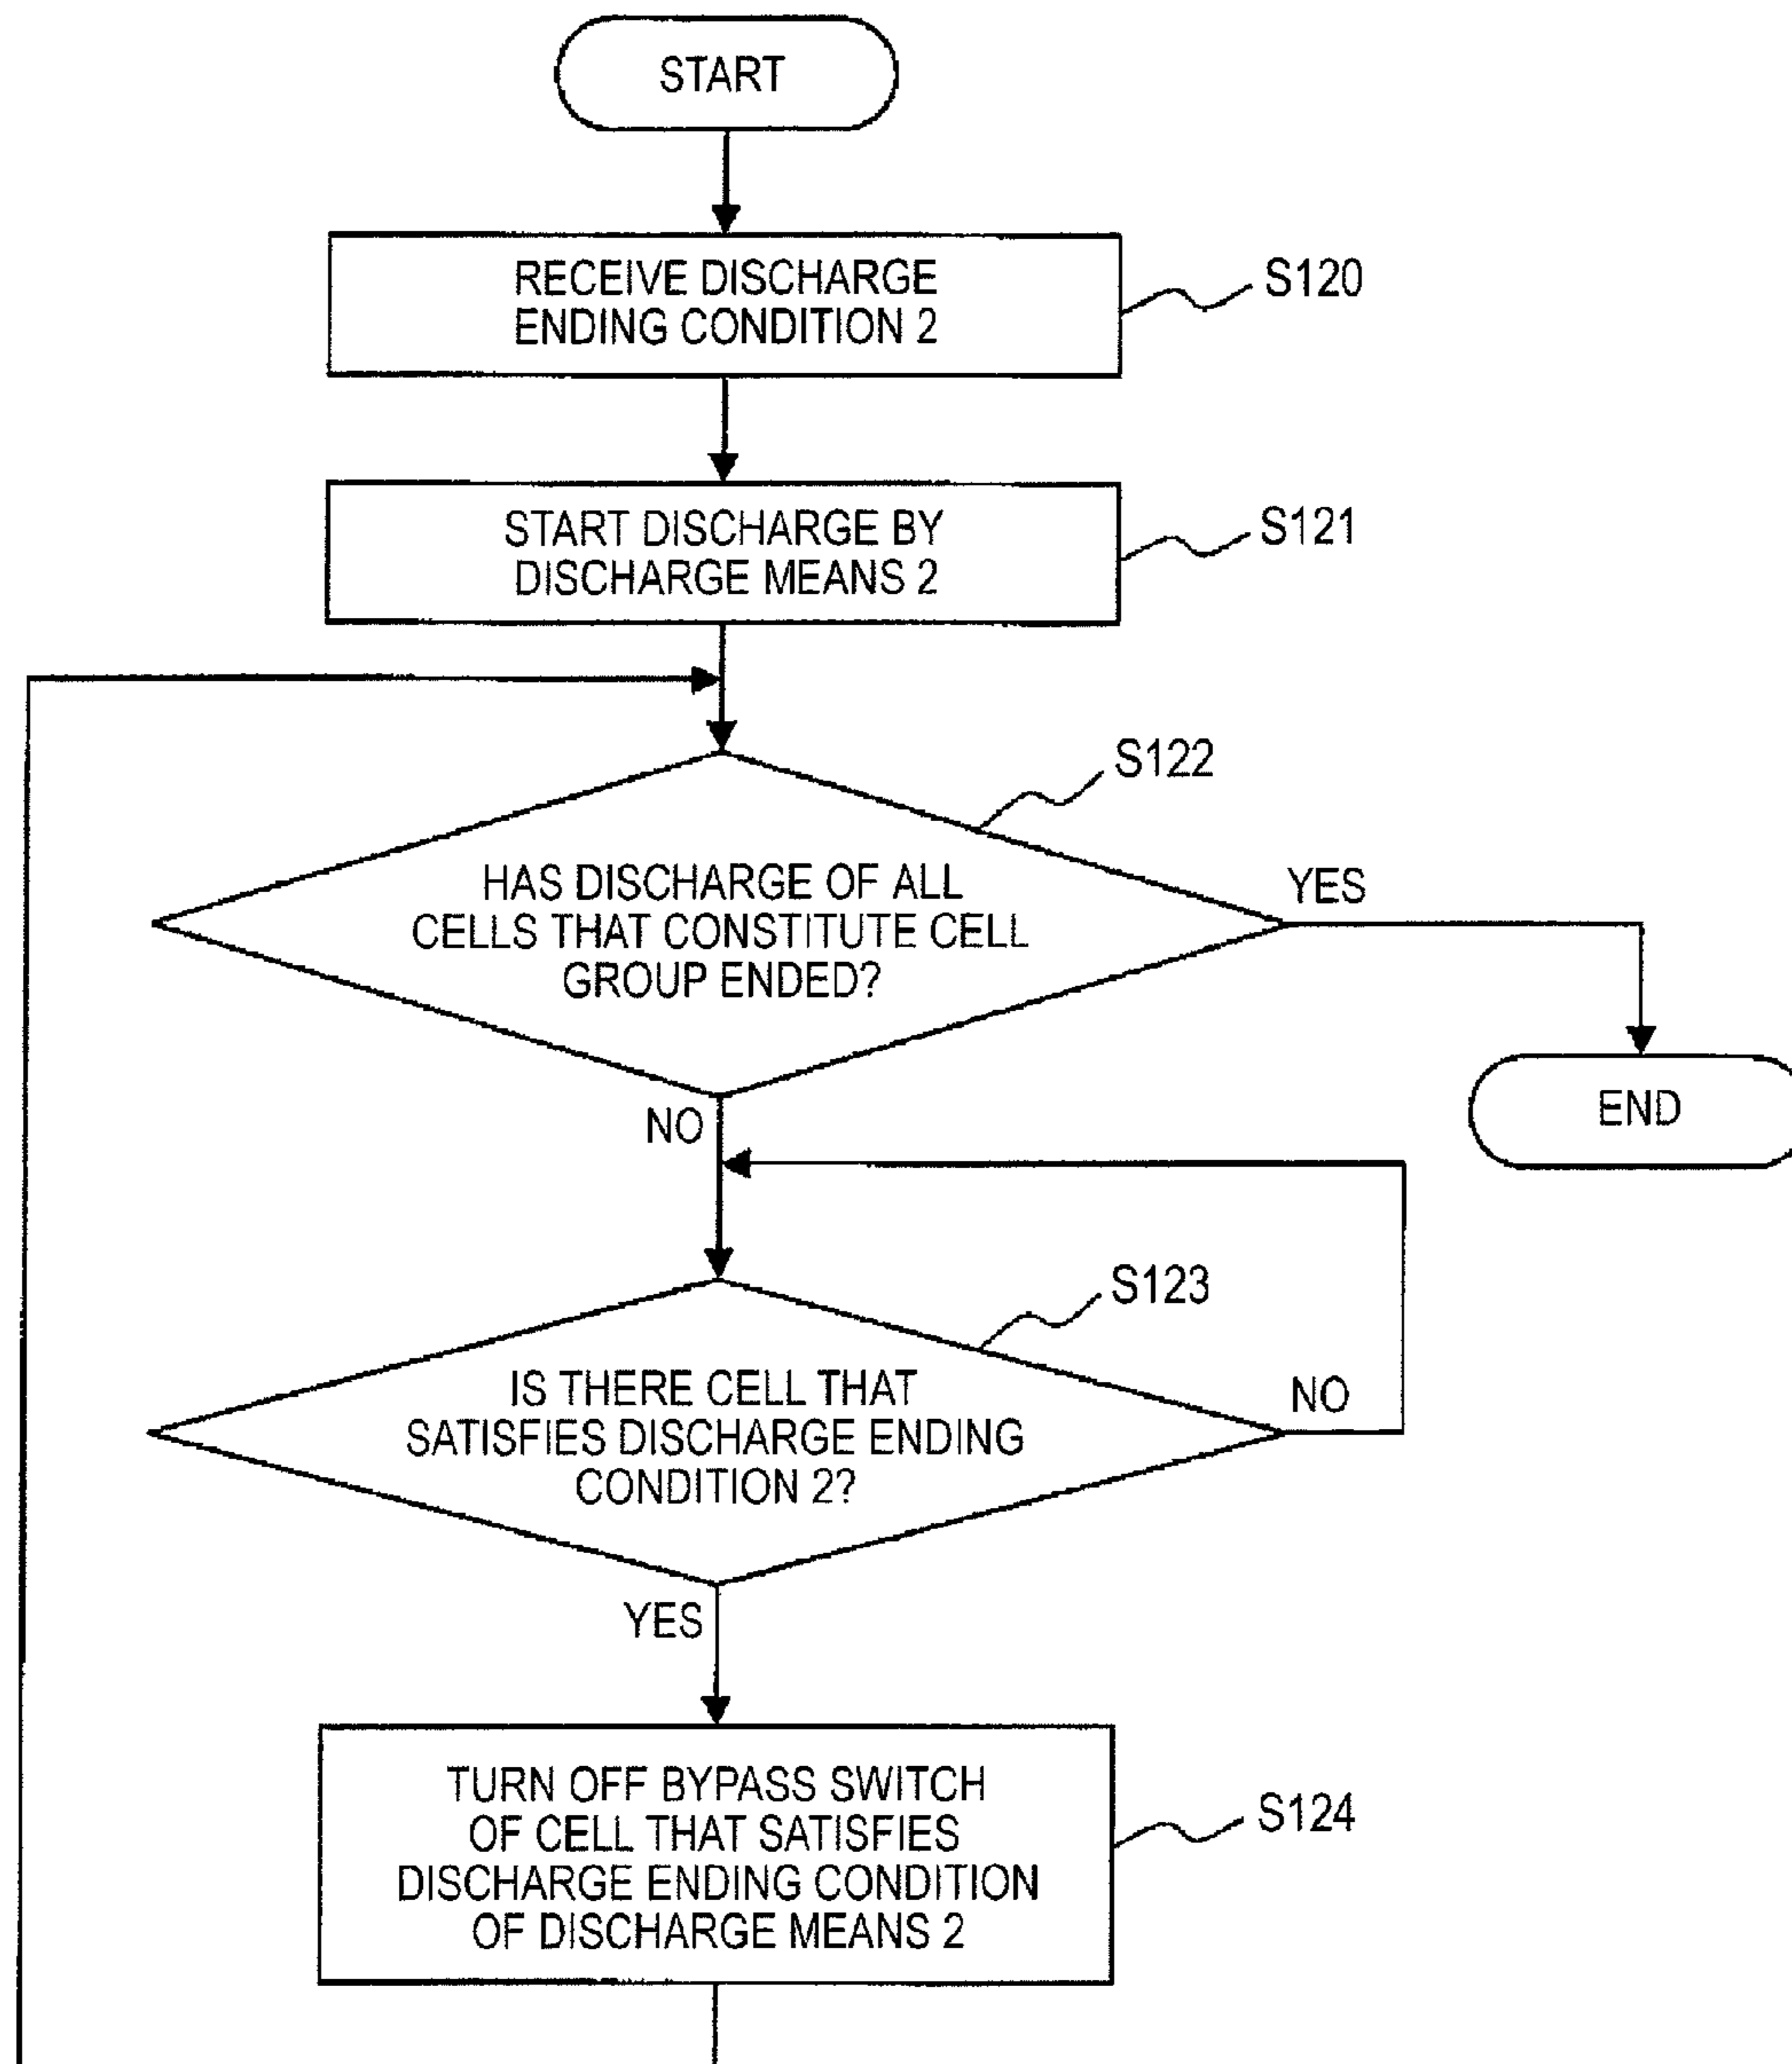 START
RECEIVE DISCHARGE
ENDING CONDITION 2
S120
START DISCHARGE BY
DISCHARGE MEANS 2
S121
S122
HAS DISCHARGE OF ALL
CELLS THAT CONSTITUTE CELL
GROUP ENDED?
YES
END
NO
S123
IS THERE CELL THAT
SATISFIES DISCHARGE ENDING
CONDITION 2?
NO
YES
TURN OFF BYPASS SWITCH
OF CELL THAT SATISFIES
DISCHARGE ENDING CONDITION
OF DISCHARGE MEANS 2
S124